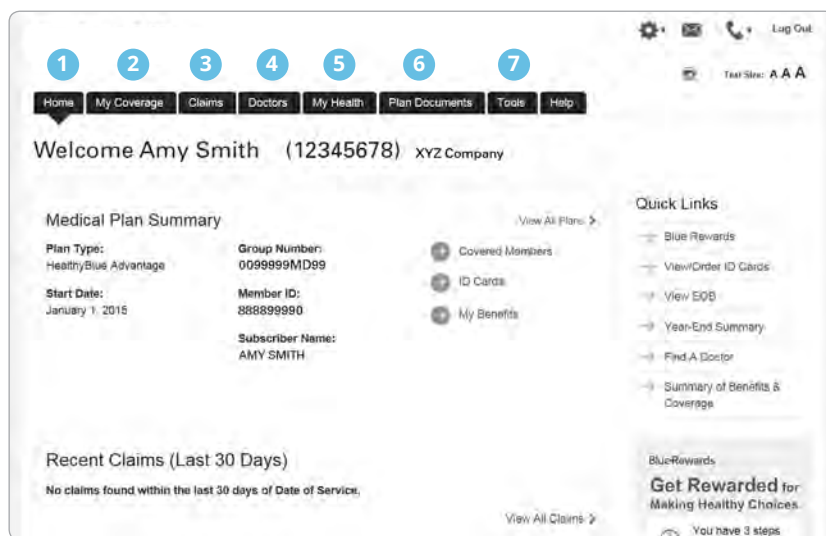 Log Out
1 2 3 4 5 6 7
Text Size: A A A
Home My Coverage Claims Doctors My Health Plan Documents Tools Help
Welcome Amy Smith (12345678) XYZ Company
Medical Plan Summary
View All Plans
Plan Type:
HealthyBlue Advantage
Start Date:
January 1, 2015
Group Number:
0099999MD99
Member ID:
888899990
Subscriber Name:
AMY SMITH
Covered Members
ID Cards
My Benefits
Recent Claims (Last 30 Days)
No claims found within the last 30 days of Date of Service.
View All Claims
Quick Links
Blue Rewards
View/Order ID Cards
View EOB
Year-End Summary
Find A Doctor
Summary of Benefits &
Coverage
BlueRewards
Get Rewarded for
Making Healthy Choices
You have 3 steps